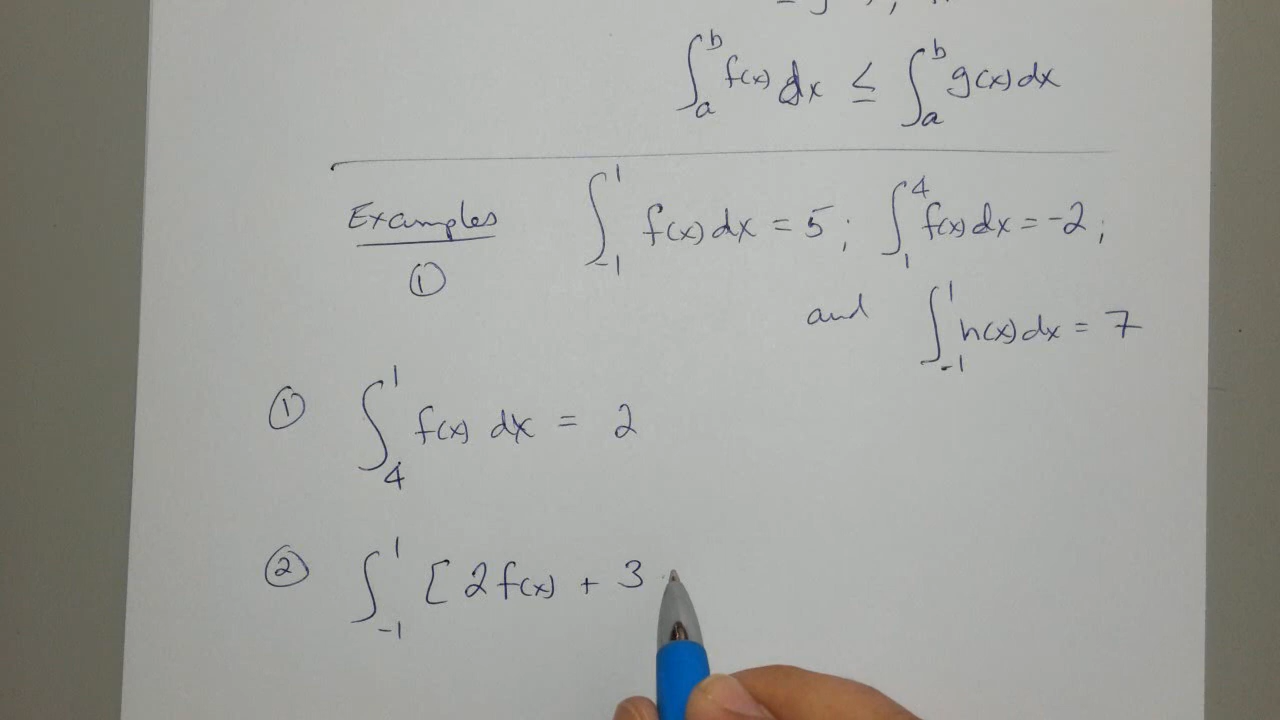 ∫_a^b f(x) dx ≤ ∫_a^b g(x) dx
Examples ∫_{-1}^1 f(x) dx = 5 ; ∫_1^4 f(x) dx = -2 ;
① and ∫_{-1}^1 h(x) dx = 7
① ∫_4^1 f(x) dx = 2
② ∫_{-1}^1 [ 2 f(x) + 3